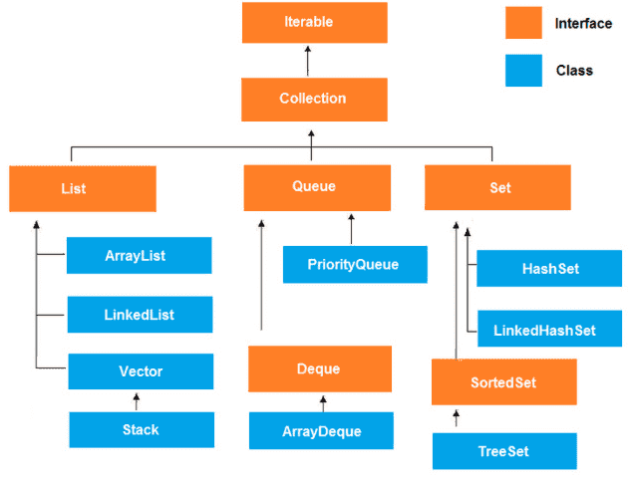 Iterable
Interface
Class
Collection
List
Queue
Set
ArrayList
PriorityQueue
HashSet
LinkedList
LinkedHashSet
Vector
Deque
SortedSet
Stack
ArrayDeque
TreeSet